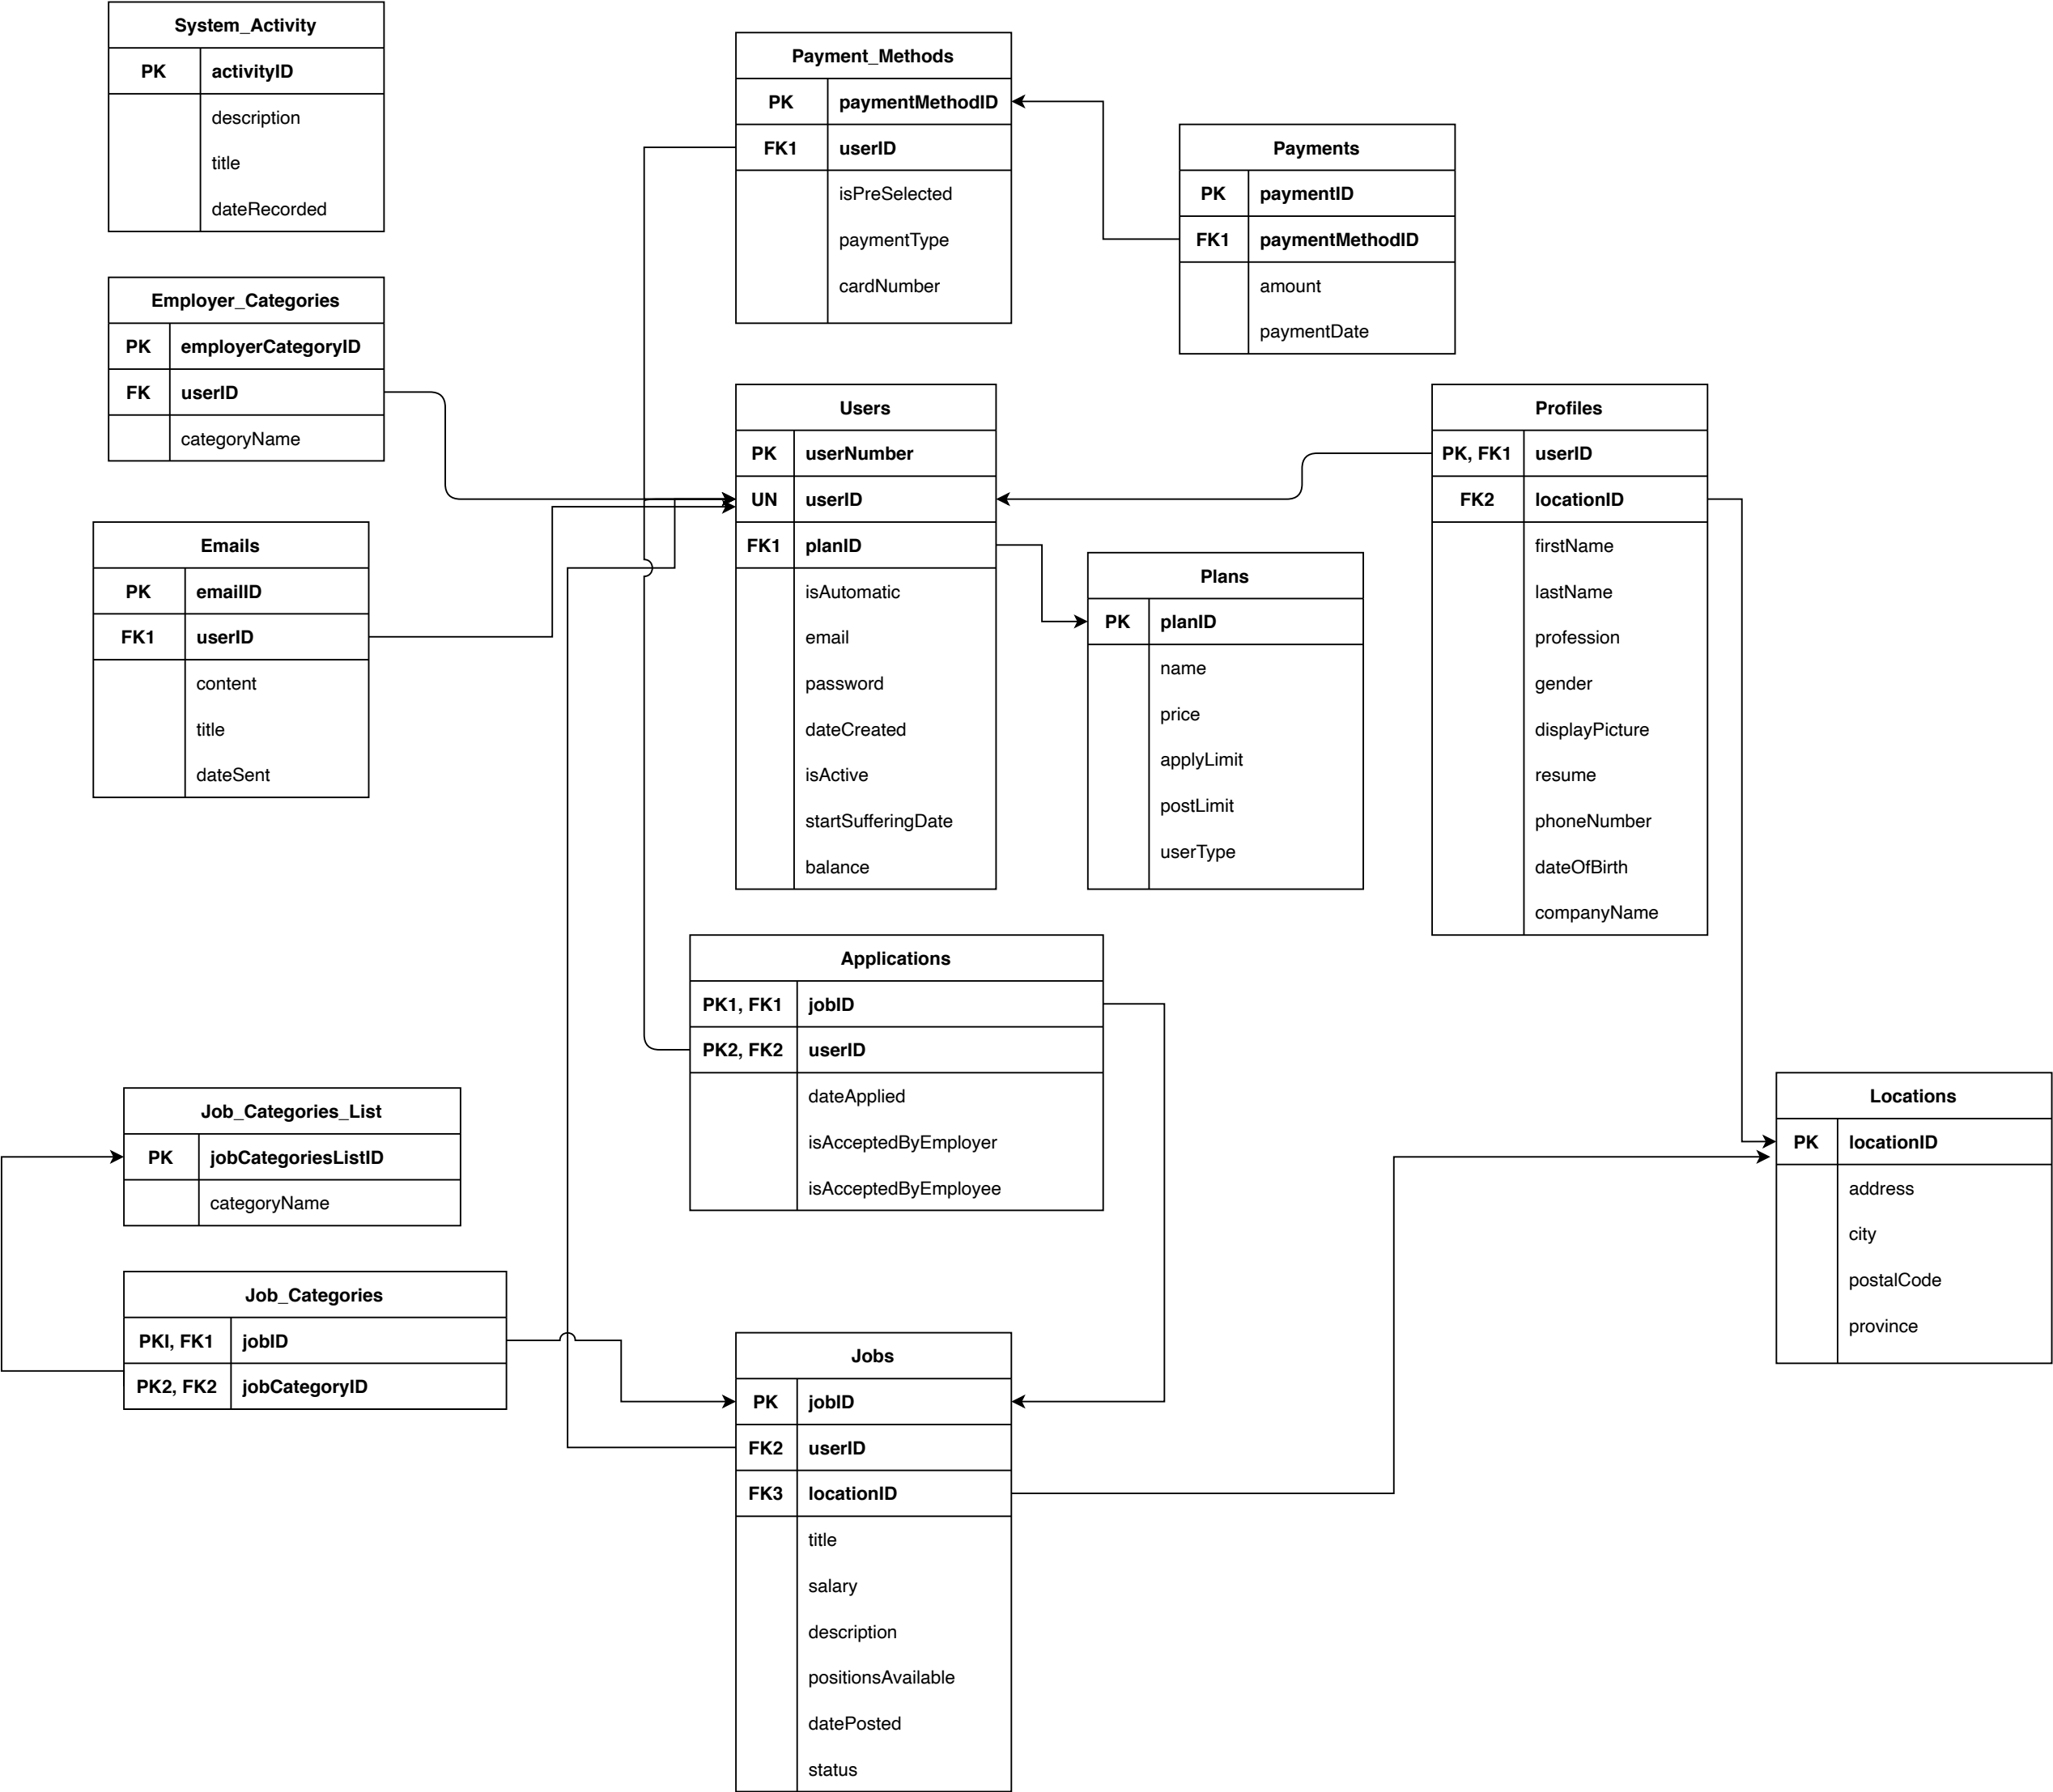 System_Activity
PK activityID
description
title
dateRecorded
Payment_Methods
PK paymentMethodID
FK1 userID
isPreSelected
paymentType
cardNumber
Payments
PK paymentID
FK1 paymentMethodID
amount
paymentDate
Employer_Categories
PK employerCategoryID
FK userID
categoryName
Users
PK userNumber
UN userID
FK1 planID
isAutomatic
email
password
dateCreated
isActive
startSufferingDate
balance
Profiles
PK, FK1 userID
FK2 locationID
firstName
lastName
profession
gender
displayPicture
resume
phoneNumber
dateOfBirth
companyName
Emails
PK emailID
FK1 userID
content
title
dateSent
Plans
PK planID
name
price
applyLimit
postLimit
userType
Applications
PK1, FK1 jobID
PK2, FK2 userID
dateApplied
isAcceptedByEmployer
isAcceptedByEmployee
Locations
PK locationID
address
city
postalCode
province
Job_Categories_List
PK jobCategoriesListID
categoryName
Job_Categories
PKI, FK1 jobID
PK2, FK2 jobCategoryID
Jobs
PK jobID
FK2 userID
FK3 locationID
title
salary
description
positionsAvailable
datePosted
status